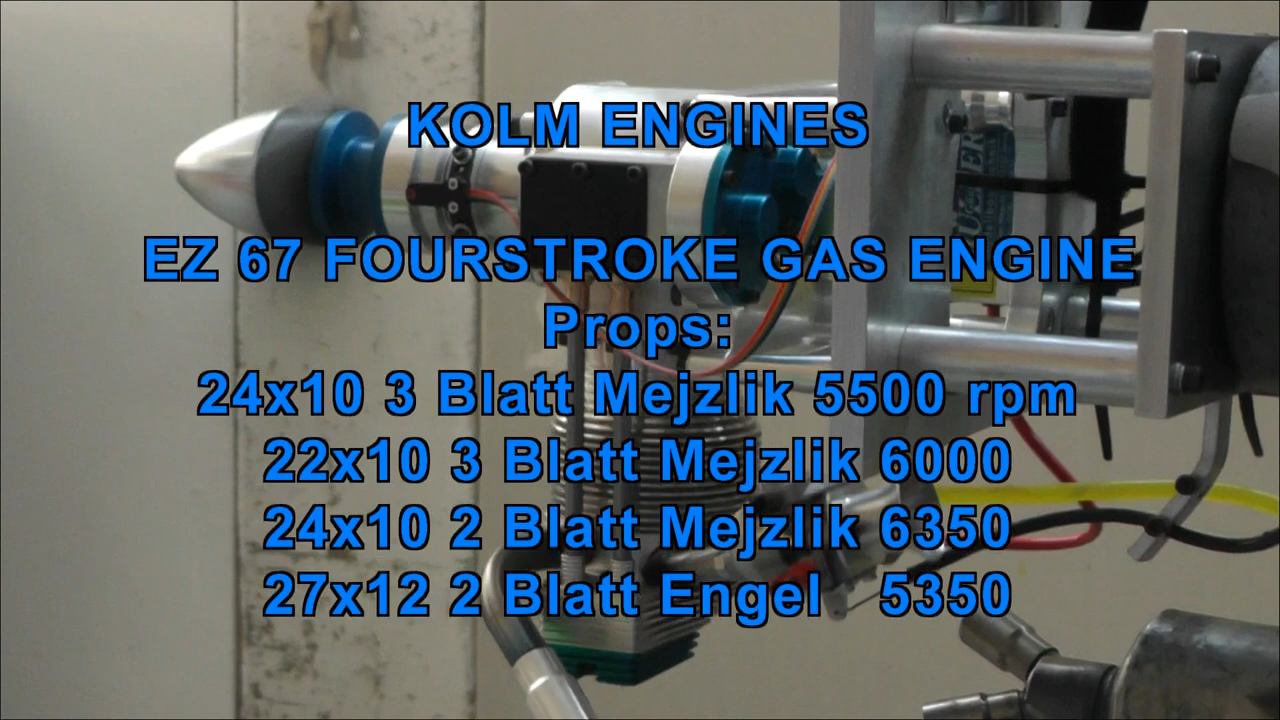 KOLM ENGINES
EZ 67 FOURSTROKE GAS ENGINE
Props:
24x10 3 Blatt Mejzlik 5500 rpm
22x10 3 Blatt Mejzlik 6000
24x10 2 Blatt Mejzlik 6350
27x12 2 Blatt Engel 5350